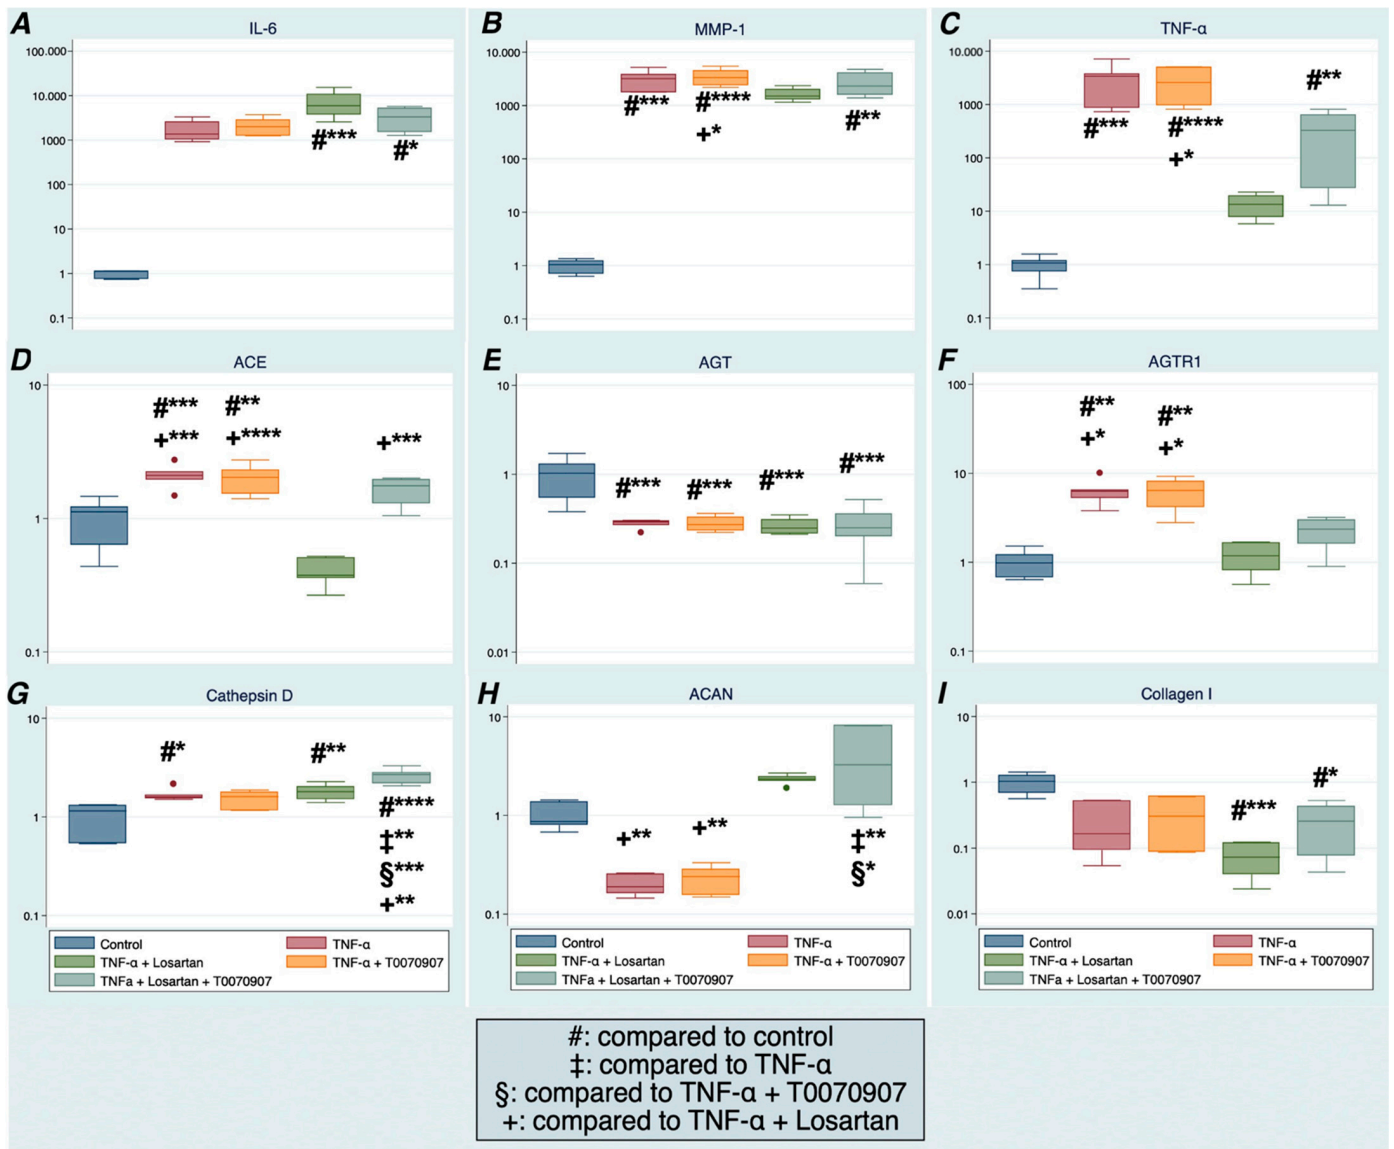 A
IL-6
100.000
10.000
1000
100
10
1
0.1
#***
#*
B
MMP-1
10.000
1000
100
10
1
0.1
#***
#****
+*
#**
C
TNF-α
10.000
1000
100
10
1
0.1
#***
#****
+*
#**
D
ACE
10
1
0.1
#***
+***
#**
+****
+***
E
AGT
10
1
0.1
0.01
#***
#***
#***
#***
F
AGTR1
100
10
1
0.1
#**
+*
#**
+*
G
Cathepsin D
10
1
0.1
#*
#**
#****
‡**
§***
+**
Control
TNF-α
TNF-α + Losartan
TNF-α + T0070907
TNFa + Losartan + T0070907
H
ACAN
10
1
0.1
+**
+**
‡**
§*
Control
TNF-α
TNF-α + Losartan
TNF-α + T0070907
TNFa + Losartan + T0070907
I
Collagen I
10
1
0.1
0.01
#***
#*
Control
TNF-α
TNF-α + Losartan
TNF-α + T0070907
TNFa + Losartan + T0070907
#: compared to control
‡: compared to TNF-α
§: compared to TNF-α + T0070907
+: compared to TNF-α + Losartan